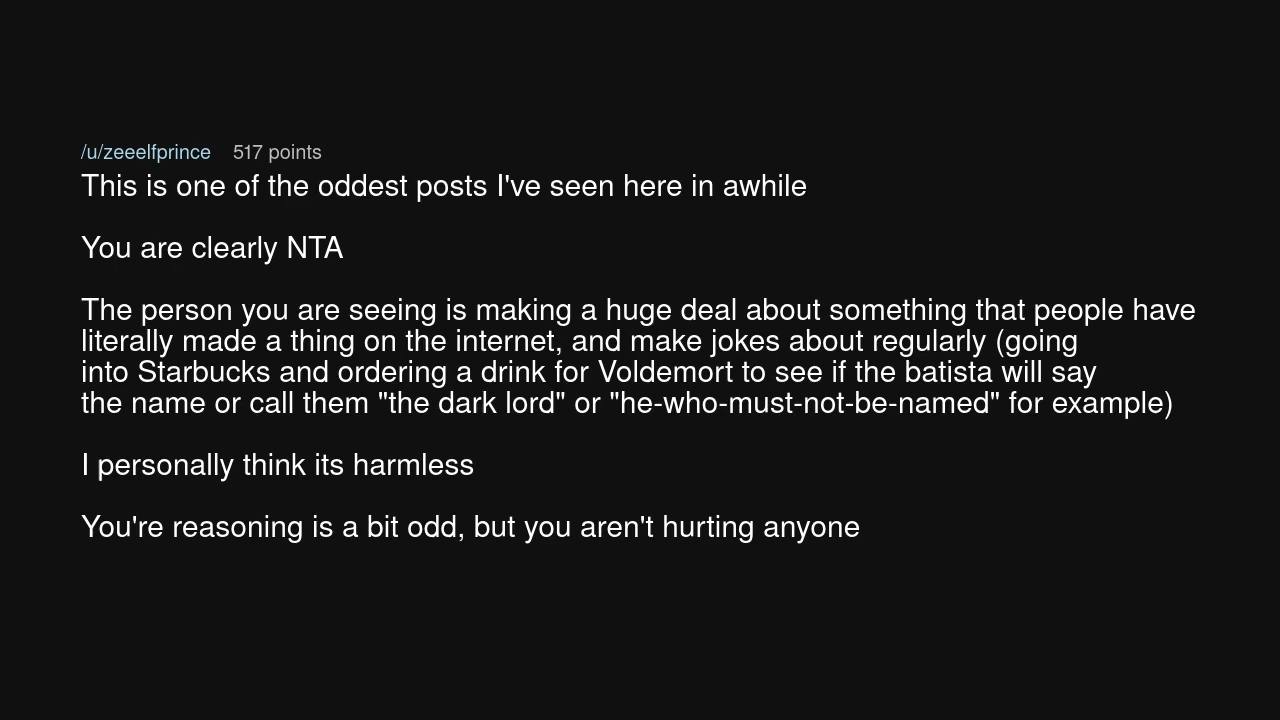 /u/zeeelfprince 517 points
This is one of the oddest posts I've seen here in awhile
You are clearly NTA
The person you are seeing is making a huge deal about something that people have
literally made a thing on the internet, and make jokes about regularly (going
into Starbucks and ordering a drink for Voldemort to see if the batista will say
the name or call them "the dark lord" or "he-who-must-not-be-named" for example)
I personally think its harmless
You're reasoning is a bit odd, but you aren't hurting anyone